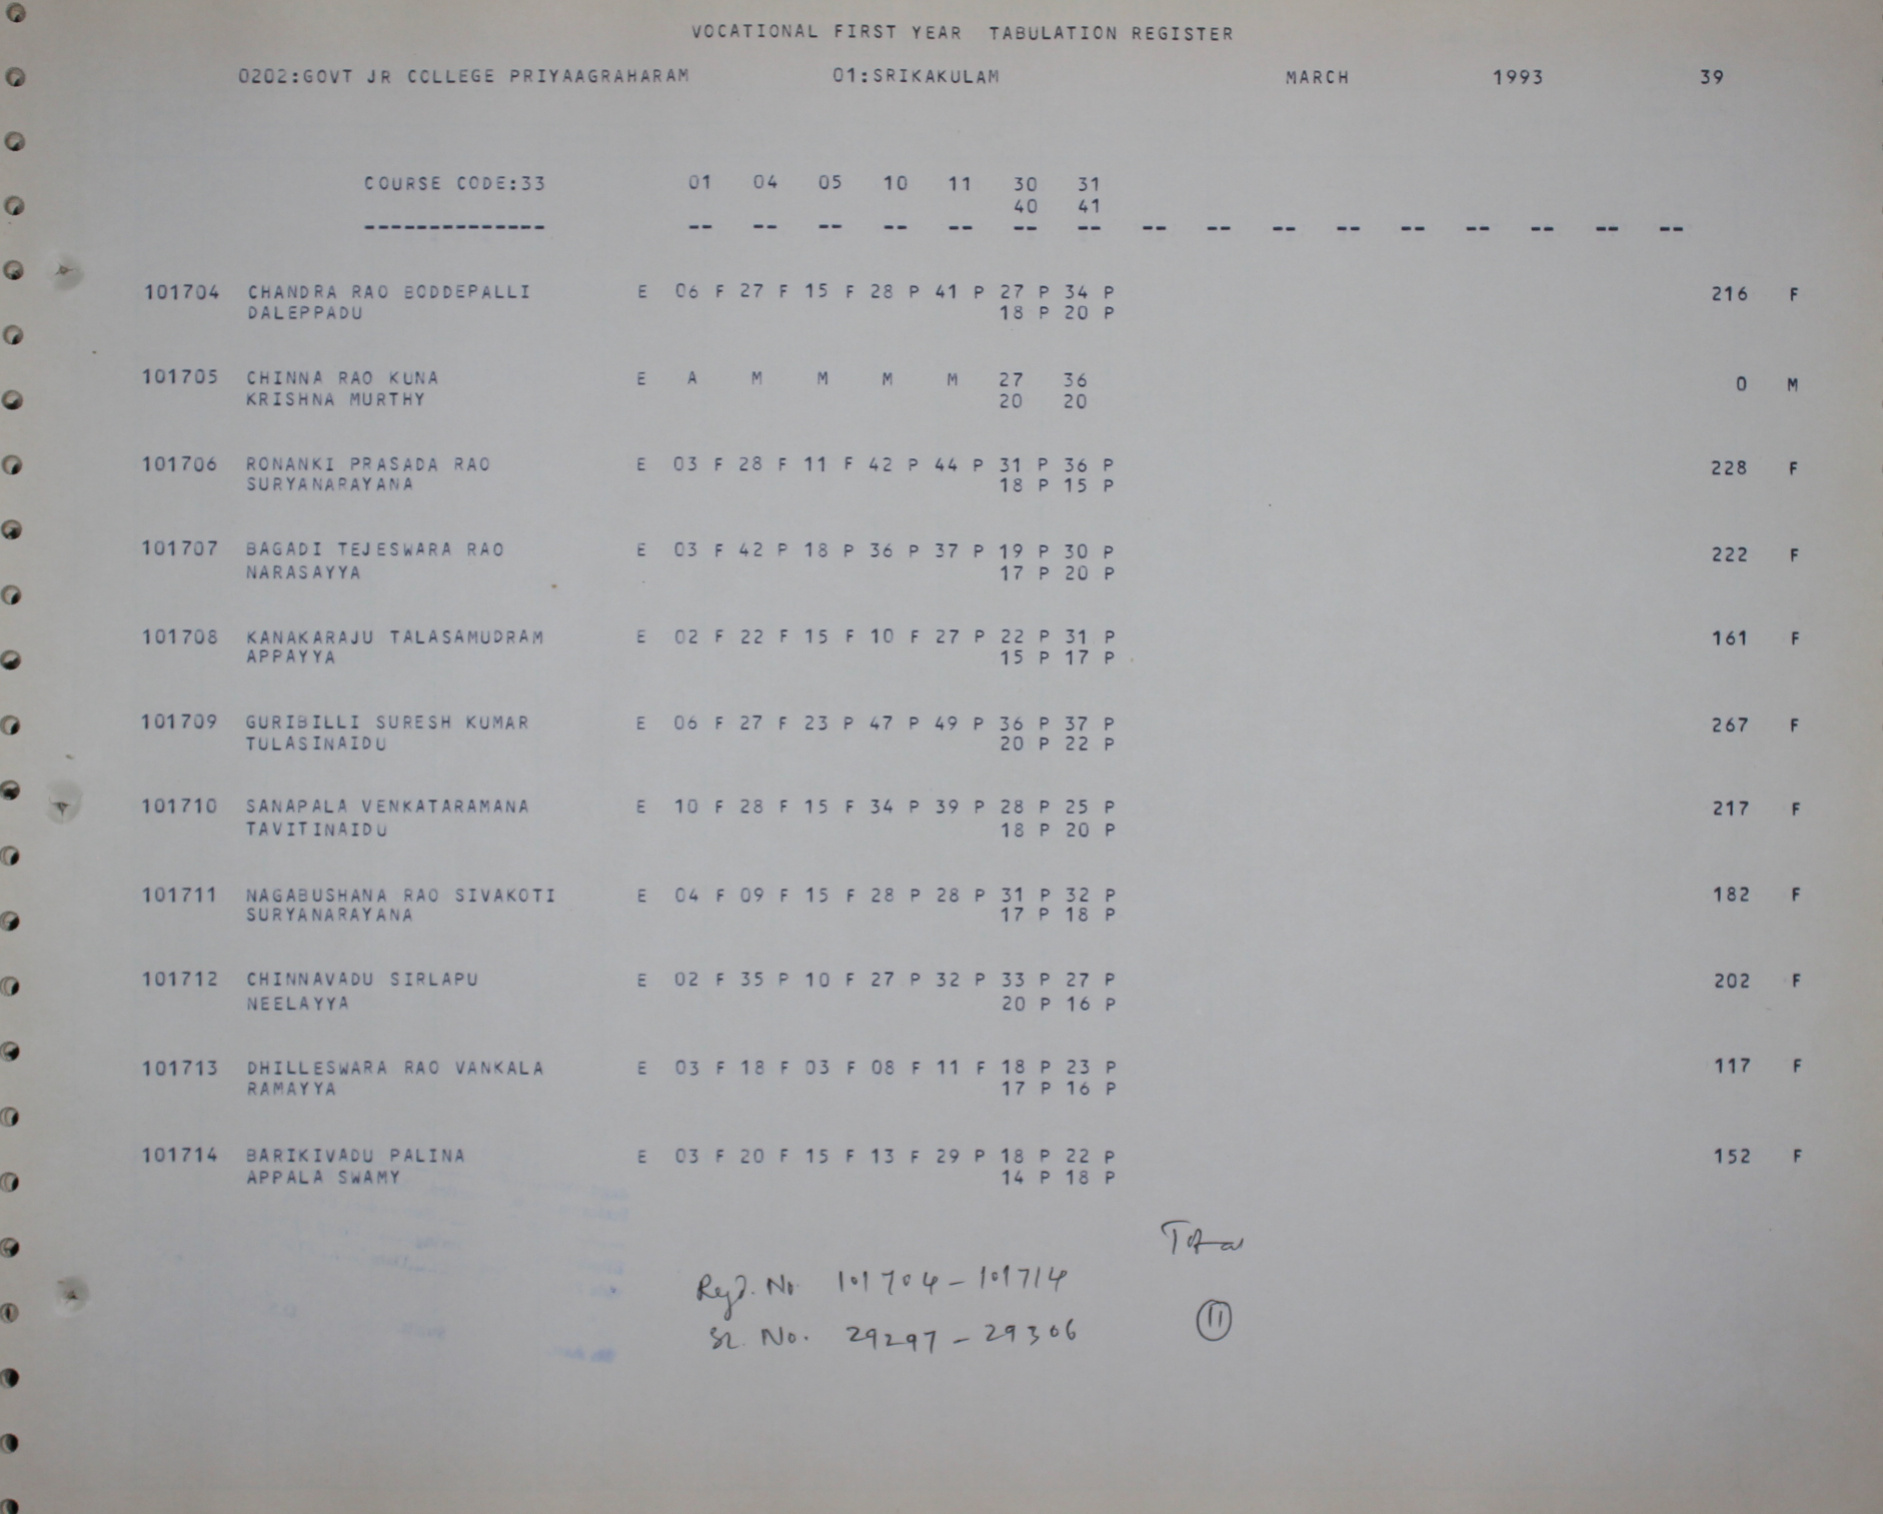 VOCATIONAL FIRST YEAR TABULATION REGISTER
0202:GOVT JR COLLEGE PRIYAAGRAHARAM 01:SRIKAKULAM MARCH 1993 39
COURSE CODE:33 01 04 05 10 11 30 31
40 41
-------------- -- -- -- -- -- -- -- -- -- -- -- -- -- -- -- --
101704 CHANDRA RAO BODDEPALLI E 06 F 27 F 15 F 28 P 41 P 27 P 34 P 216 F
DALEPPADU 18 P 20 P
101705 CHINNA RAO KUNA E A M M M M 27 36 0 M
KRISHNA MURTHY 20 20
101706 RONANKI PRASADA RAO E 03 F 28 F 11 F 42 P 44 P 31 P 36 P 228 F
SURYANARAYANA 18 P 15 P
101707 BAGADI TEJESWARA RAO E 03 F 42 P 18 P 36 P 37 P 19 P 30 P 222 F
NARASAYYA 17 P 20 P
101708 KANAKARAJU TALASAMUDRAM E 02 F 22 F 15 F 10 F 27 P 22 P 31 P 161 F
APPAYYA 15 P 17 P
101709 GURIBILLI SURESH KUMAR E 06 F 27 F 23 P 47 P 49 P 36 P 37 P 267 F
TULASINAIDU 20 P 22 P
101710 SANAPALA VENKATARAMANA E 10 F 28 F 15 F 34 P 39 P 28 P 25 P 217 F
TAVITINAIDU 18 P 20 P
101711 NAGABUSHANA RAO SIVAKOTI E 04 F 09 F 15 F 28 P 28 P 31 P 32 P 182 F
SURYANARAYANA 17 P 18 P
101712 CHINNAVADU SIRLAPU E 02 F 35 P 10 F 27 P 32 P 33 P 27 P 202 F
NEELAYYA 20 P 16 P
101713 DHILLESWARA RAO VANKALA E 03 F 18 F 03 F 08 F 11 F 18 P 23 P 117 F
RAMAYYA 17 P 16 P
101714 BARIKIVADU PALINA E 03 F 20 F 15 F 13 F 29 P 18 P 22 P 152 F
APPALA SWAMY 14 P 18 P
Total
Regd. No 101704 - 101714
Sl. No. 29297 - 29306 11